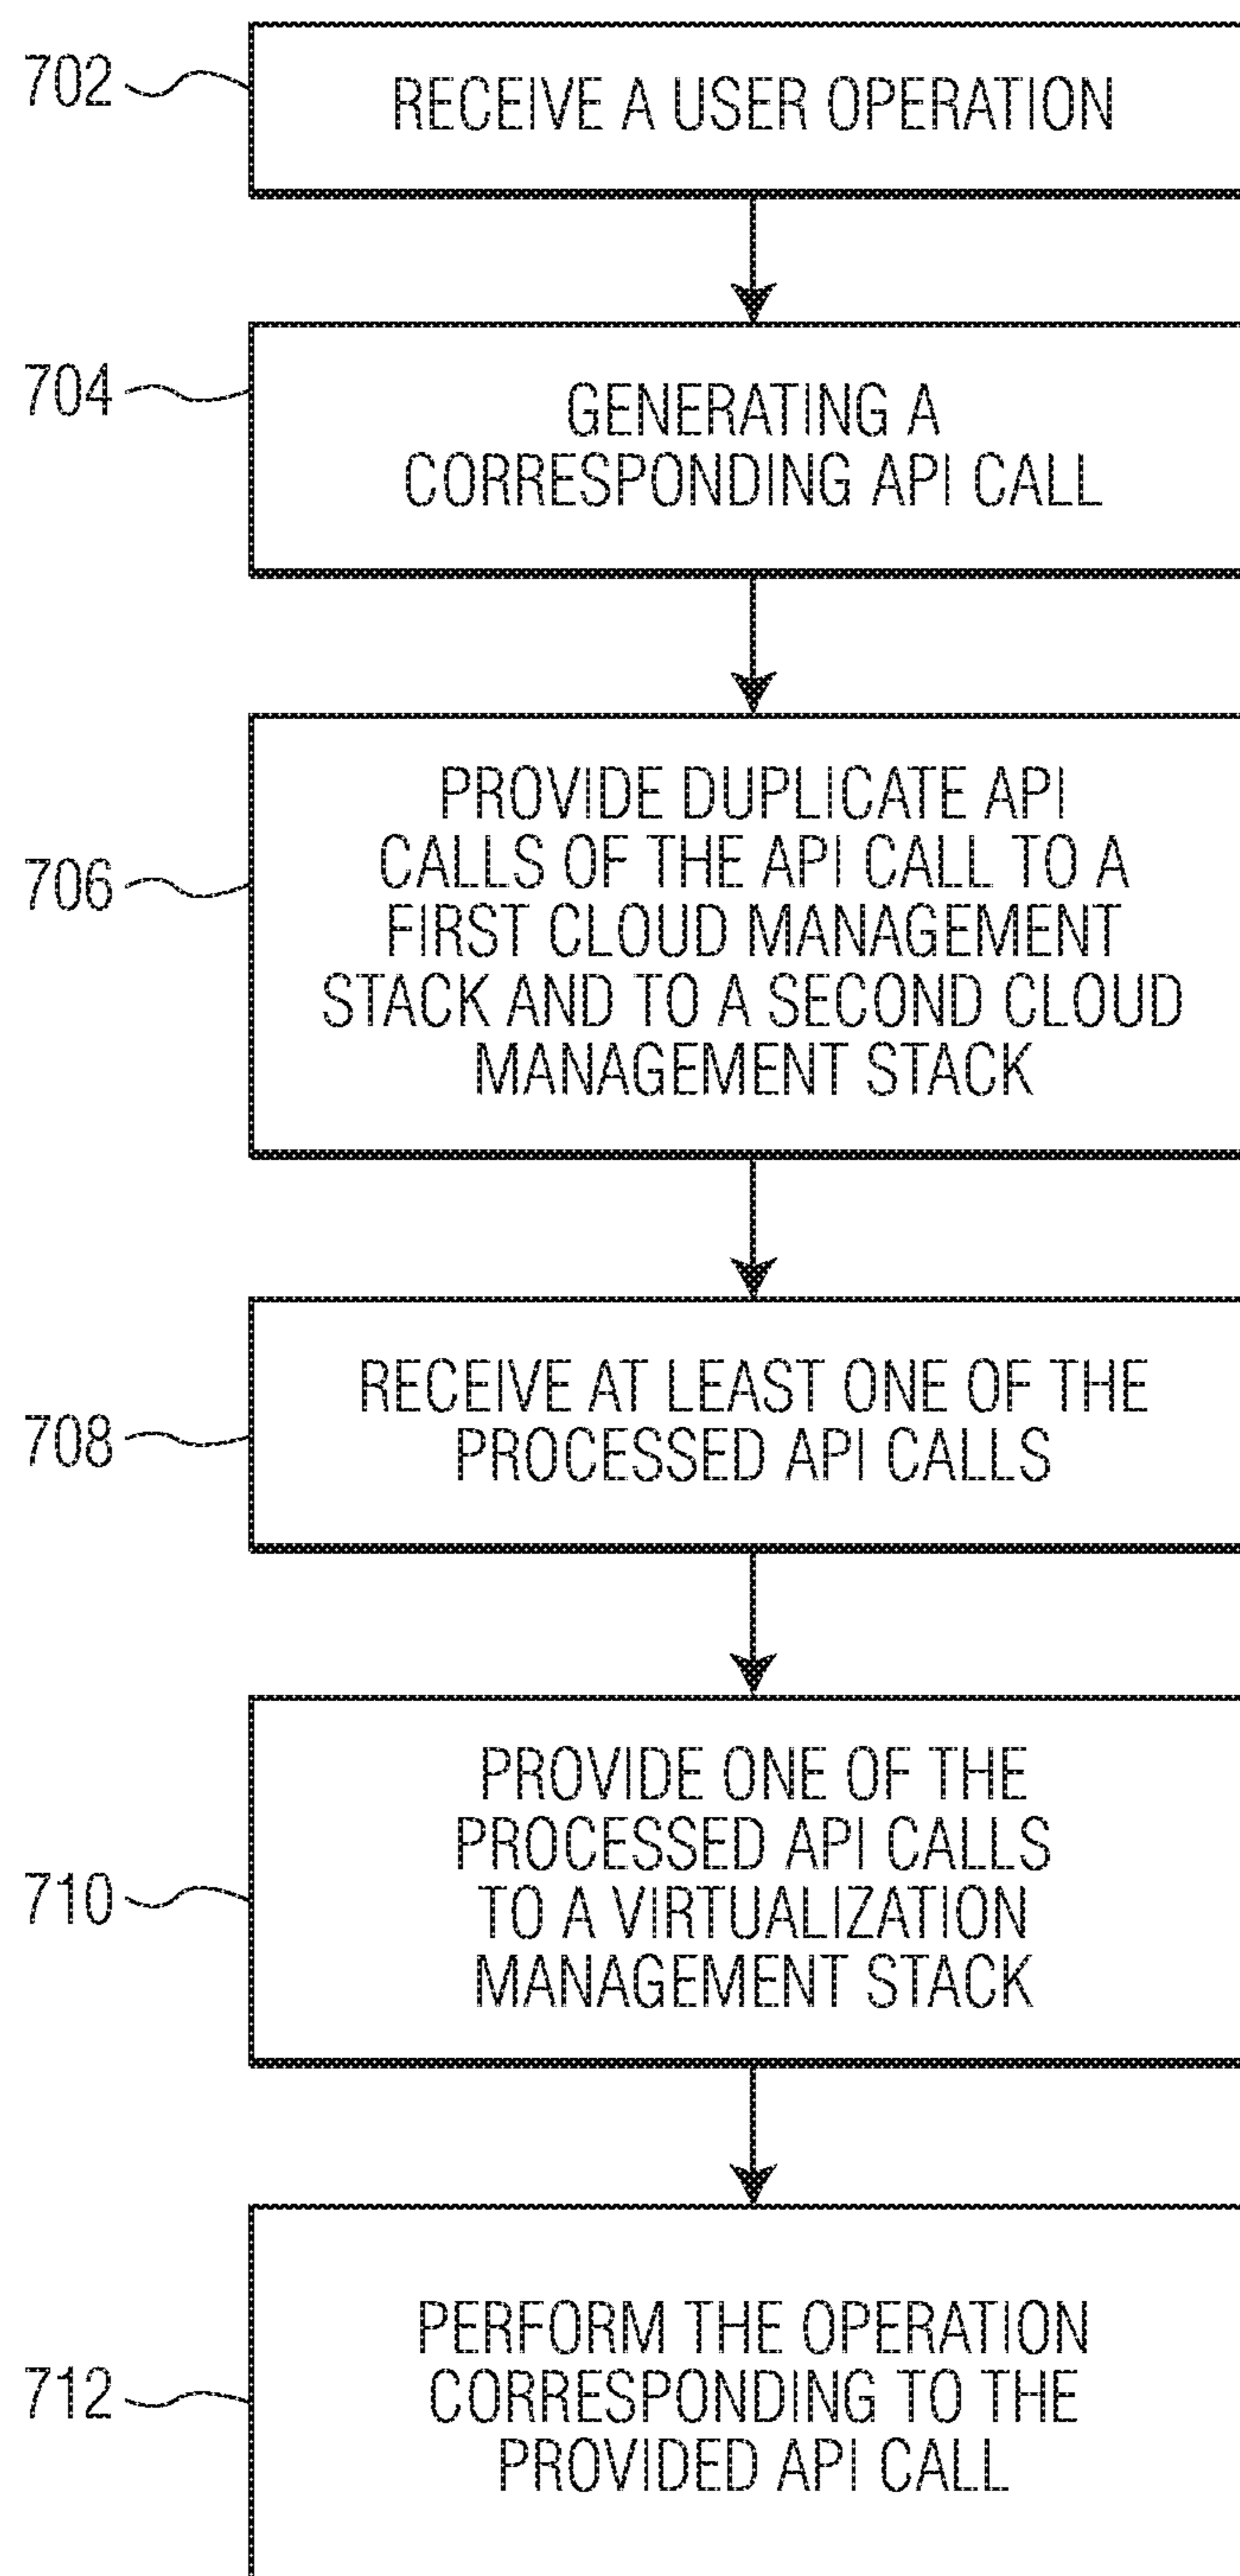 702
RECEIVE A USER OPERATION
704
GENERATING A
CORRESPONDING API CALL
706
PROVIDE DUPLICATE API
CALLS OF THE API CALL TO A
FIRST CLOUD MANAGEMENT
STACK AND TO A SECOND CLOUD
MANAGEMENT STACK
708
RECEIVE AT LEAST ONE OF THE
PROCESSED API CALLS
710
PROVIDE ONE OF THE
PROCESSED API CALLS
TO A VIRTUALIZATION
MANAGEMENT STACK
712
PERFORM THE OPERATION
CORRESPONDING TO THE
PROVIDED API CALL